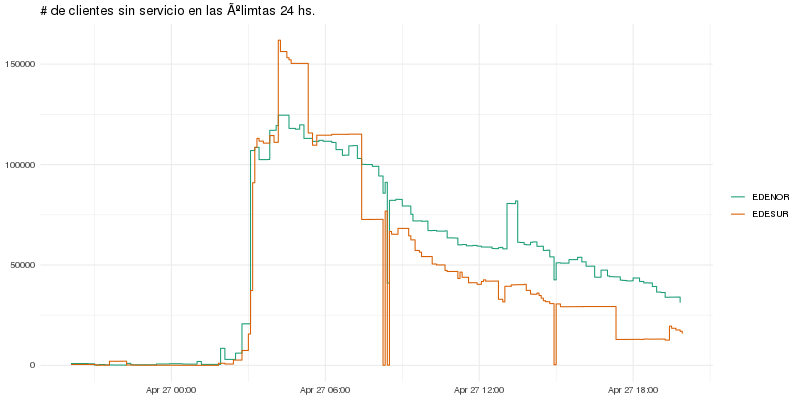 # de clientes sin servicio en las Ãºlimtas 24 hs.
150000
100000
50000
0
Apr 27 00:00
Apr 27 06:00
Apr 27 12:00
Apr 27 18:00
EDENOR
EDESUR